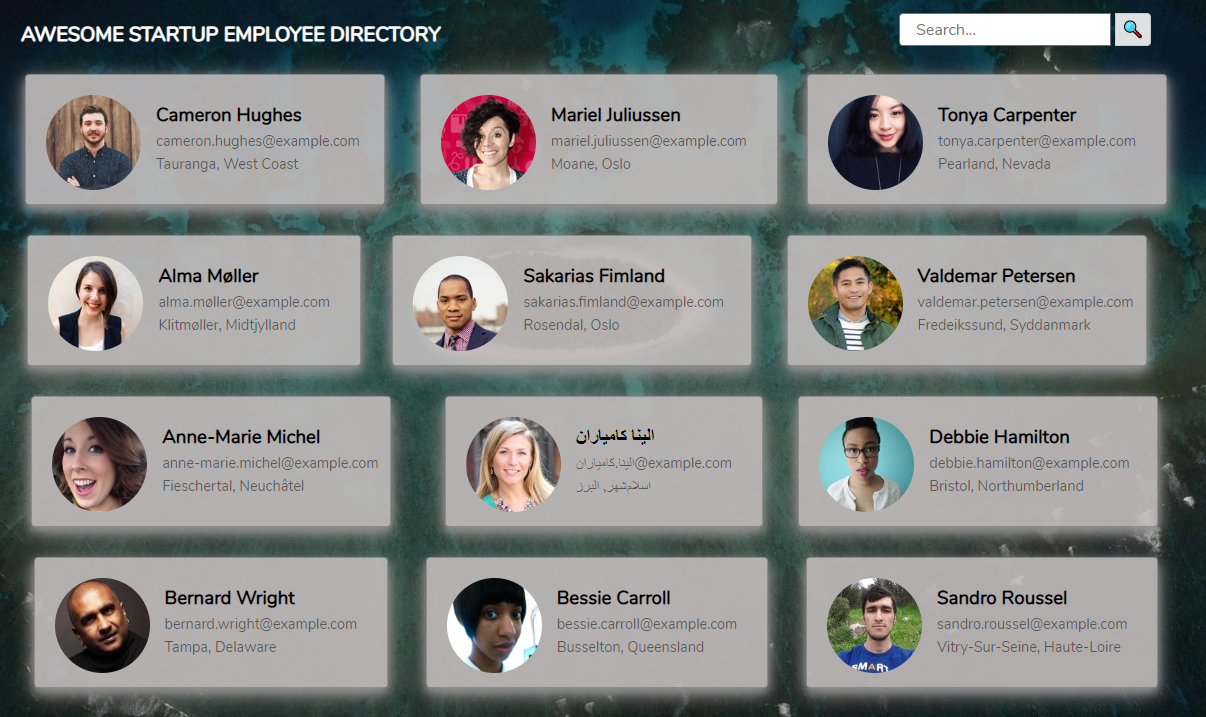 AWESOME STARTUP EMPLOYEE DIRECTORY
Search...
Cameron Hughes
cameron.hughes@example.com
Tauranga, West Coast
Mariel Juliussen
mariel.juliussen@example.com
Moane, Oslo
Tonya Carpenter
tonya.carpenter@example.com
Pearland, Nevada
Alma Møller
alma.møller@example.com
Klitmøller, Midtjylland
Sakarias Fimland
sakarias.fimland@example.com
Rosendal, Oslo
Valdemar Petersen
valdemar.petersen@example.com
Fredeikssund, Syddanmark
Anne-Marie Michel
anne-marie.michel@example.com
Fieschertal, Neuchâtel
الینا کامیاران
الینا.کامیاران@example.com
اسلام‌شهر, البرز
Debbie Hamilton
debbie.hamilton@example.com
Bristol, Northumberland
Bernard Wright
bernard.wright@example.com
Tampa, Delaware
Bessie Carroll
bessie.carroll@example.com
Busselton, Queensland
Sandro Roussel
sandro.roussel@example.com
Vitry-Sur-Seine, Haute-Loire
SMART